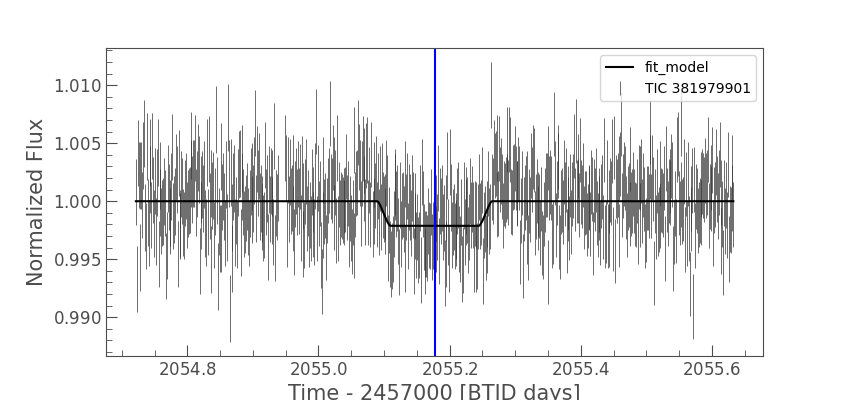 fit_model
TIC 381979901
1.010
1.005
1.000
0.995
0.990
Normalized Flux
2054.8 2055.0 2055.2 2055.4 2055.6
Time - 2457000 [BTJD days]